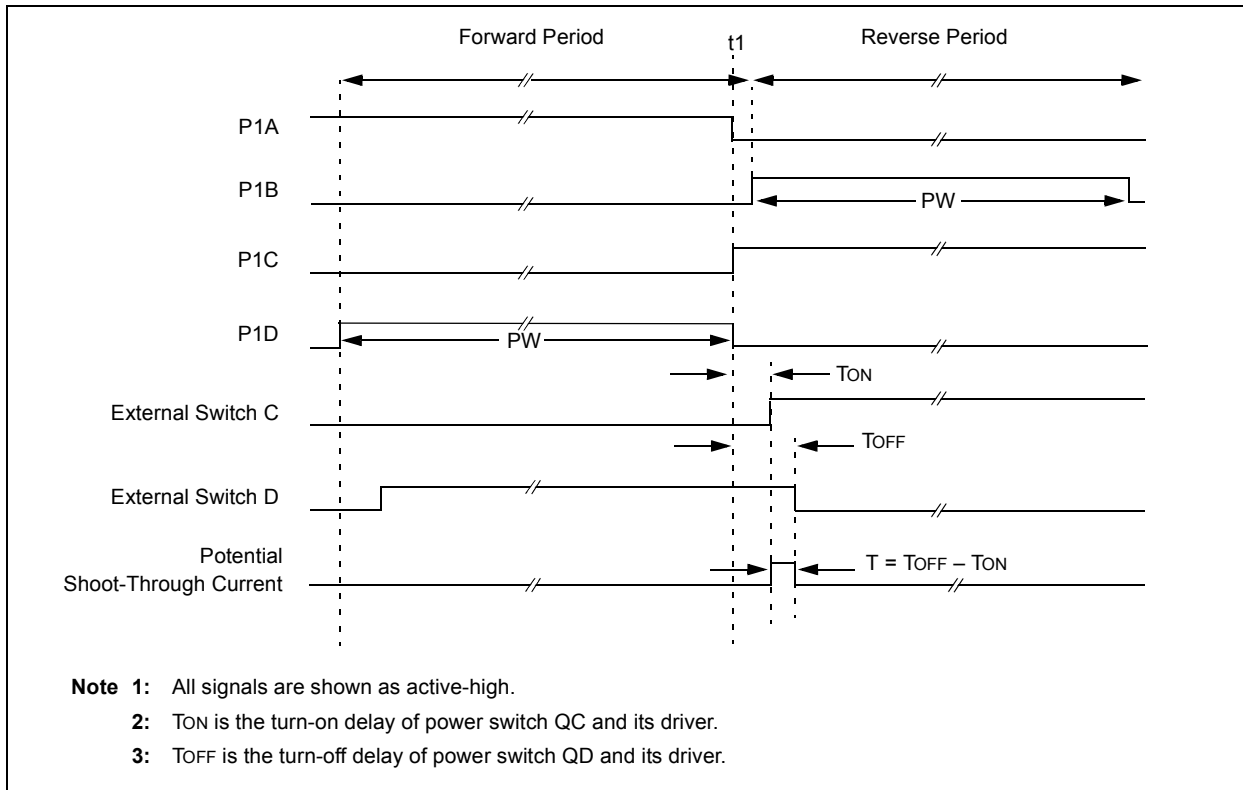 Forward Period
t1
Reverse Period
P1A
P1B
PW
P1C
P1D
PW
TON
External Switch C
TOFF
External Switch D
Potential
Shoot-Through Current
T = TOFF – TON
Note 1: All signals are shown as active-high.
2: TON is the turn-on delay of power switch QC and its driver.
3: TOFF is the turn-off delay of power switch QD and its driver.